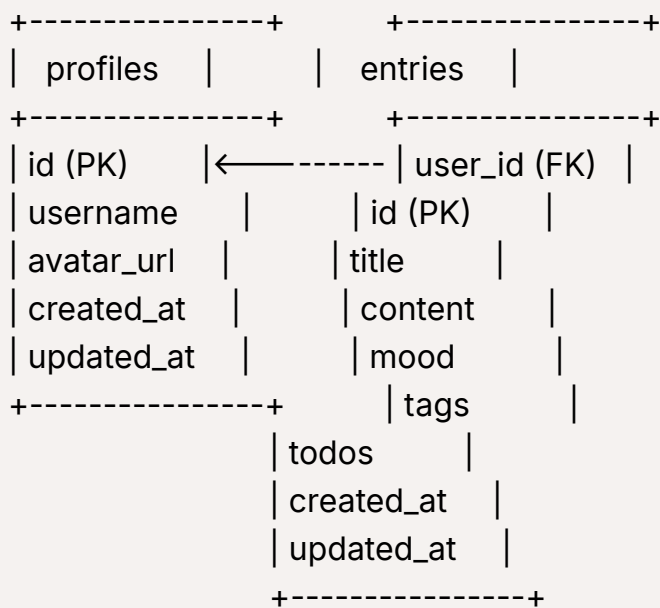 +----------------+ +----------------+
| profiles | | entries |
+----------------+ +----------------+
| id (PK) |<--------- | user_id (FK) |
| username | | id (PK) |
| avatar_url | | title |
| created_at | | content |
| updated_at | | mood |
+----------------+ | tags |
| todos |
| created_at |
| updated_at |
+----------------+